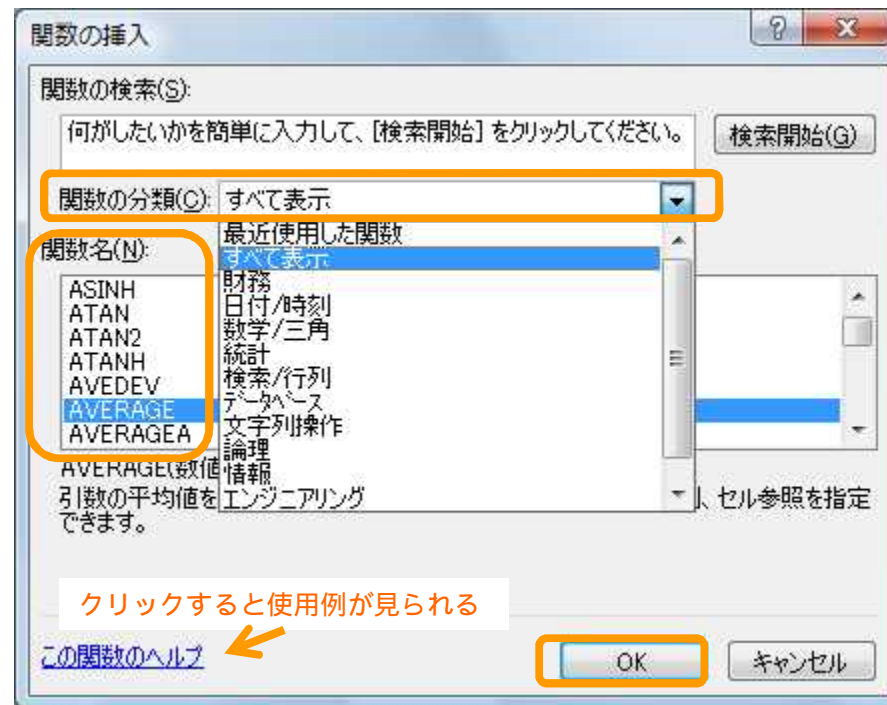 関数の挿入
関数の検索(S):
何がしたいかを簡単に入力して、[検索開始] をクリックしてください。
検索開始(G)
関数の分類(C): すべて表示
最近使用した関数
すべて表示
財務
日付/時刻
数学/三角
統計
検索/行列
データベース
文字列操作
論理
情報
エンジニアリング
関数名(N):
ASINH
ATAN
ATAN2
ATANH
AVEDEV
AVERAGE
AVERAGEA
AVERAGE(数値
引数の平均値を
、セル参照を指定
できます。
クリックすると使用例が見られる
この関数のヘルプ
OK
キャンセル